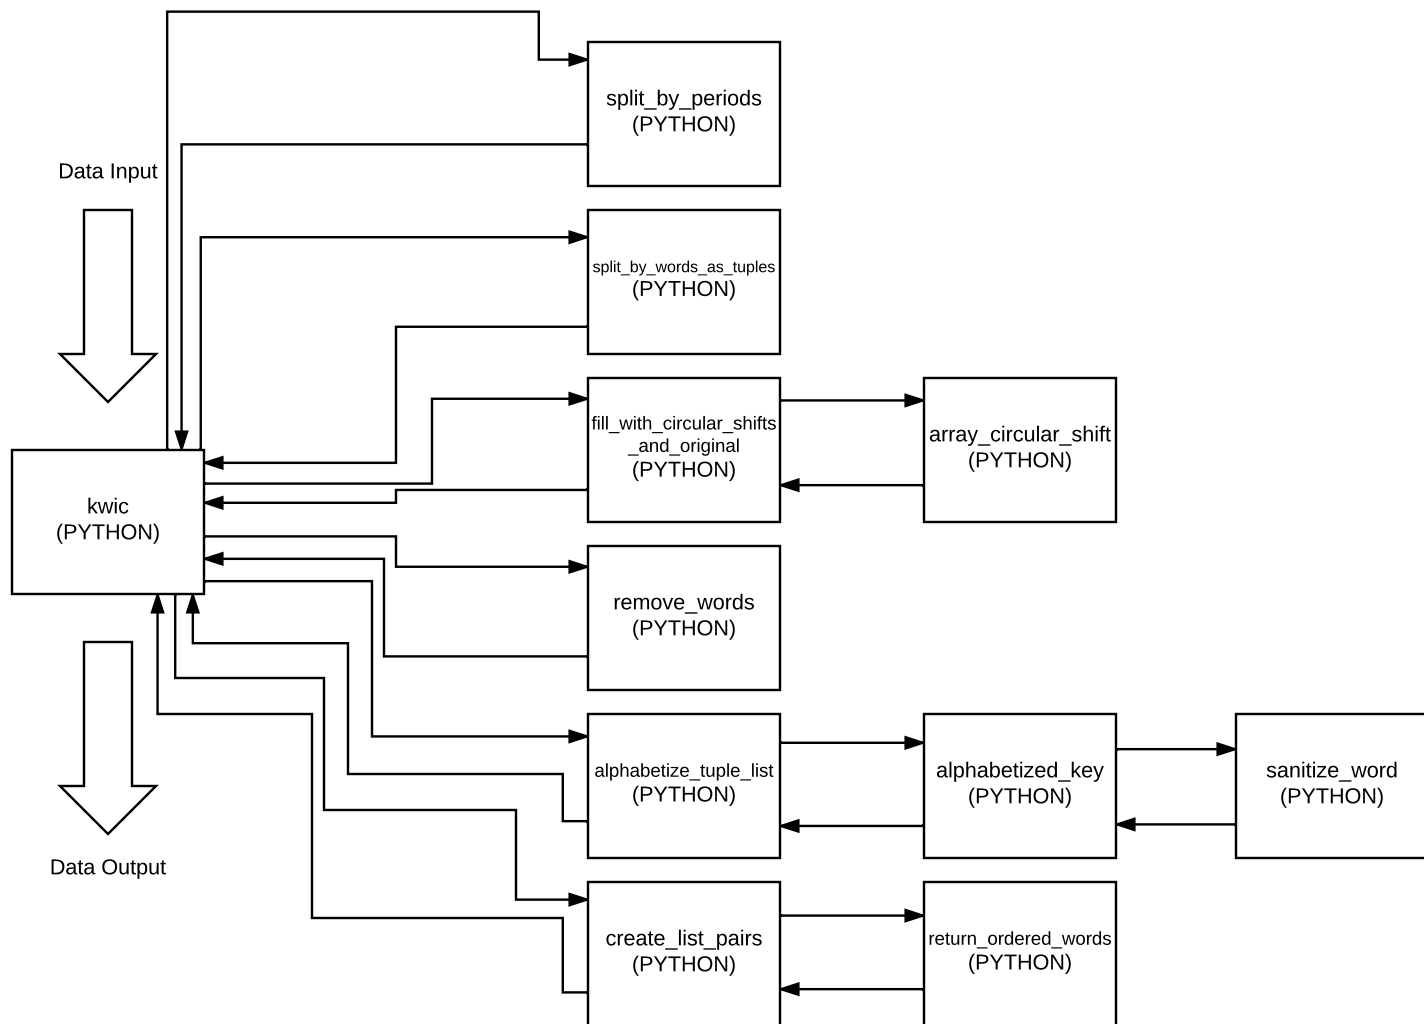 split_by_periods
(PYTHON)
Data Input
split_by_words_as_tuples
(PYTHON)
fill_with_circular_shifts
_and_original
(PYTHON)
array_circular_shift
(PYTHON)
kwic
(PYTHON)
remove_words
(PYTHON)
alphabetize_tuple_list
(PYTHON)
alphabetized_key
(PYTHON)
sanitize_word
(PYTHON)
Data Output
create_list_pairs
(PYTHON)
return_ordered_words
(PYTHON)